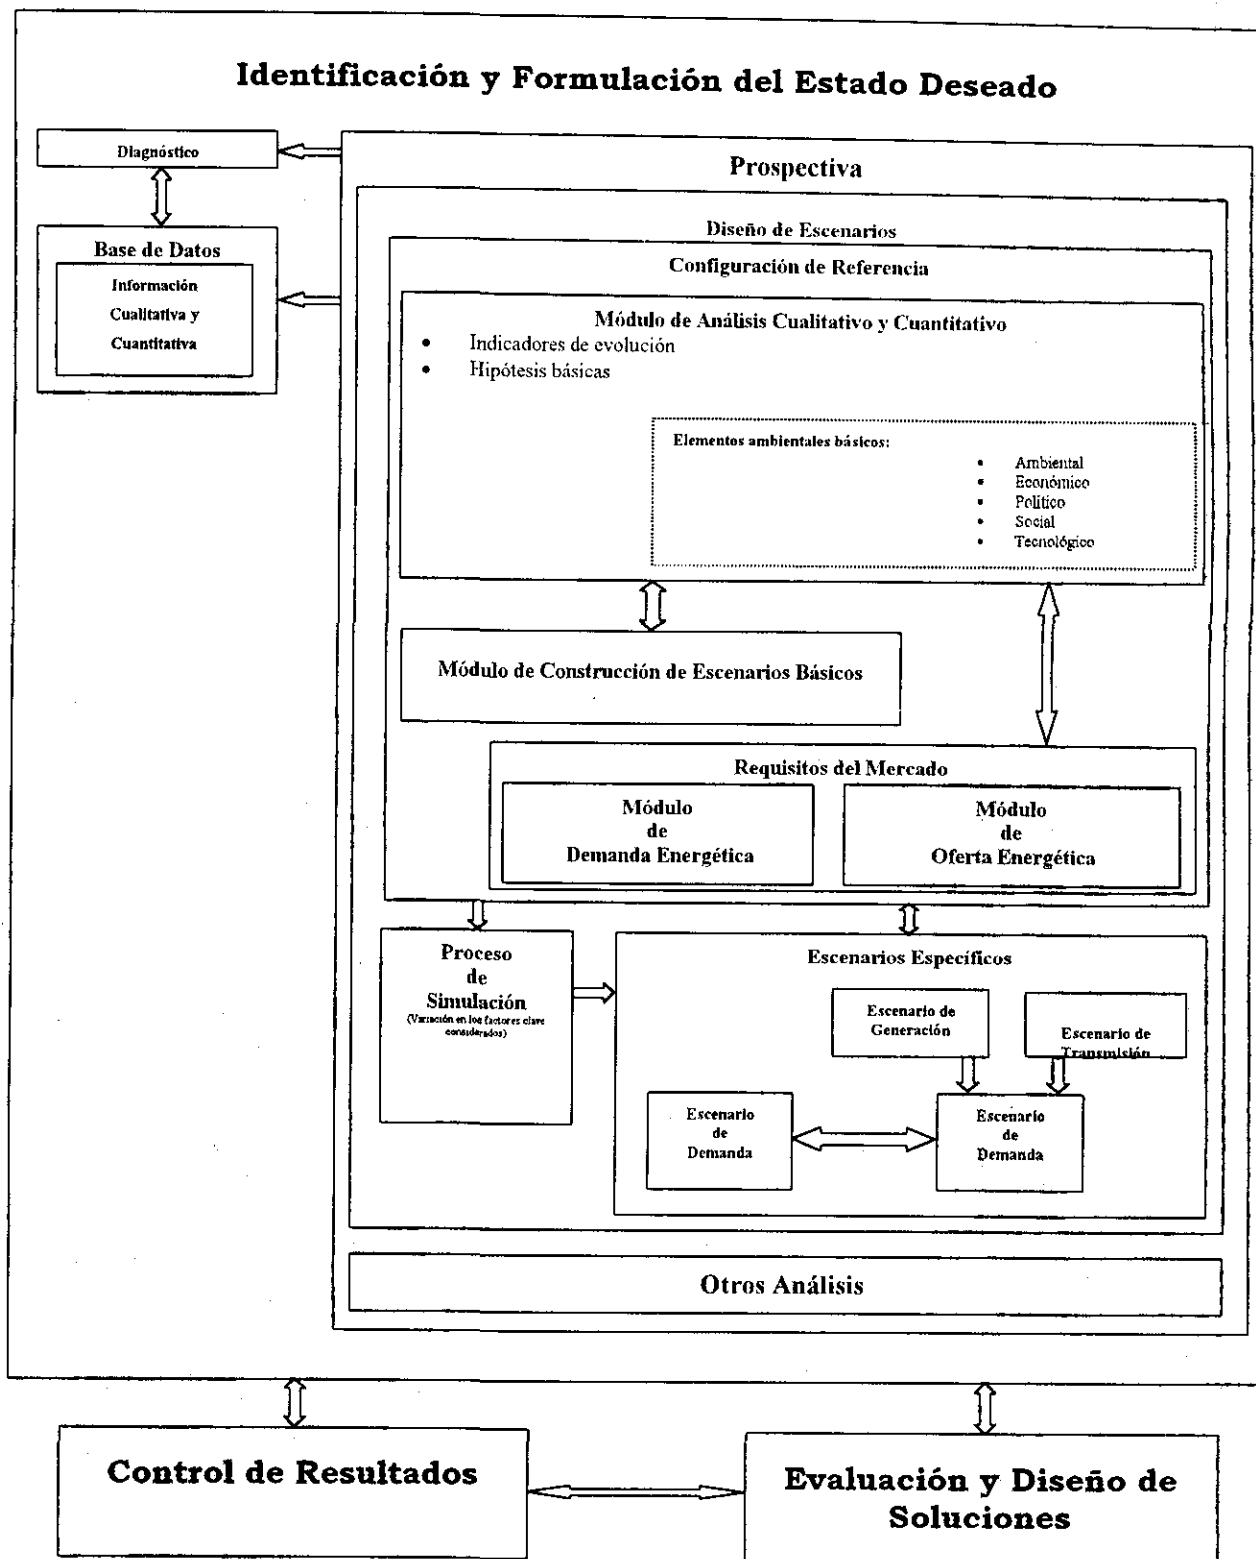 Identificación y Formulación del Estado Deseado
Diagnóstico
Base de Datos
Información
Cualitativa y
Cuantitativa
Prospectiva
Diseño de Escenarios
Configuración de Referencia
Módulo de Análisis Cualitativo y Cuantitativo
• Indicadores de evolución
• Hipótesis básicas
Elementos ambientales básicos:
• Ambiental
• Económico
• Político
• Social
• Tecnológico
Módulo de Construcción de Escenarios Básicos
Requisitos del Mercado
Módulo
de
Demanda Energética
Módulo
de
Oferta Energética
Proceso
de
Simulación
(Variación en los factores clave
considerados)
Escenarios Específicos
Escenario de
Generación
Escenario de
Transmisión
Escenario
de
Demanda
Escenario
de
Demanda
Otros Análisis
Control de Resultados
Evaluación y Diseño de
Soluciones